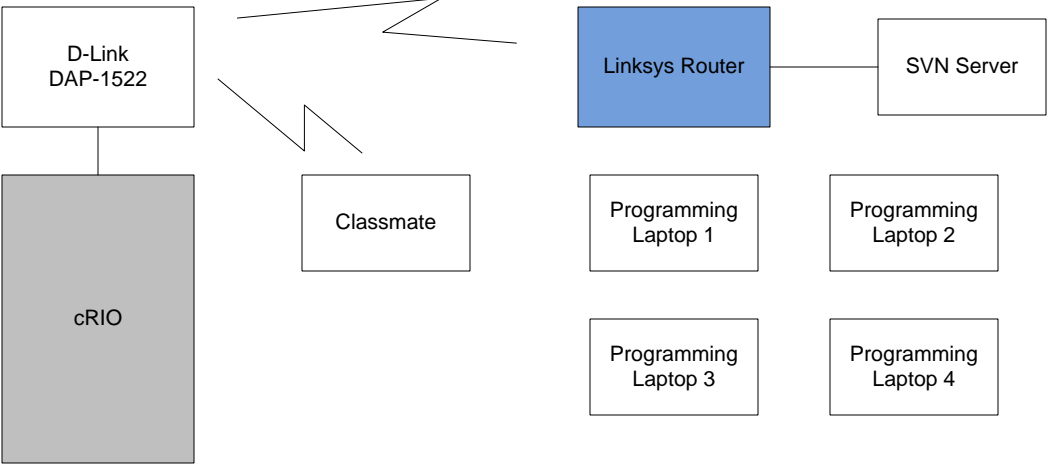 D-Link
DAP-1522
Linksys Router
SVN Server
Classmate
Programming
Laptop 1
Programming
Laptop 2
cRIO
Programming
Laptop 3
Programming
Laptop 4